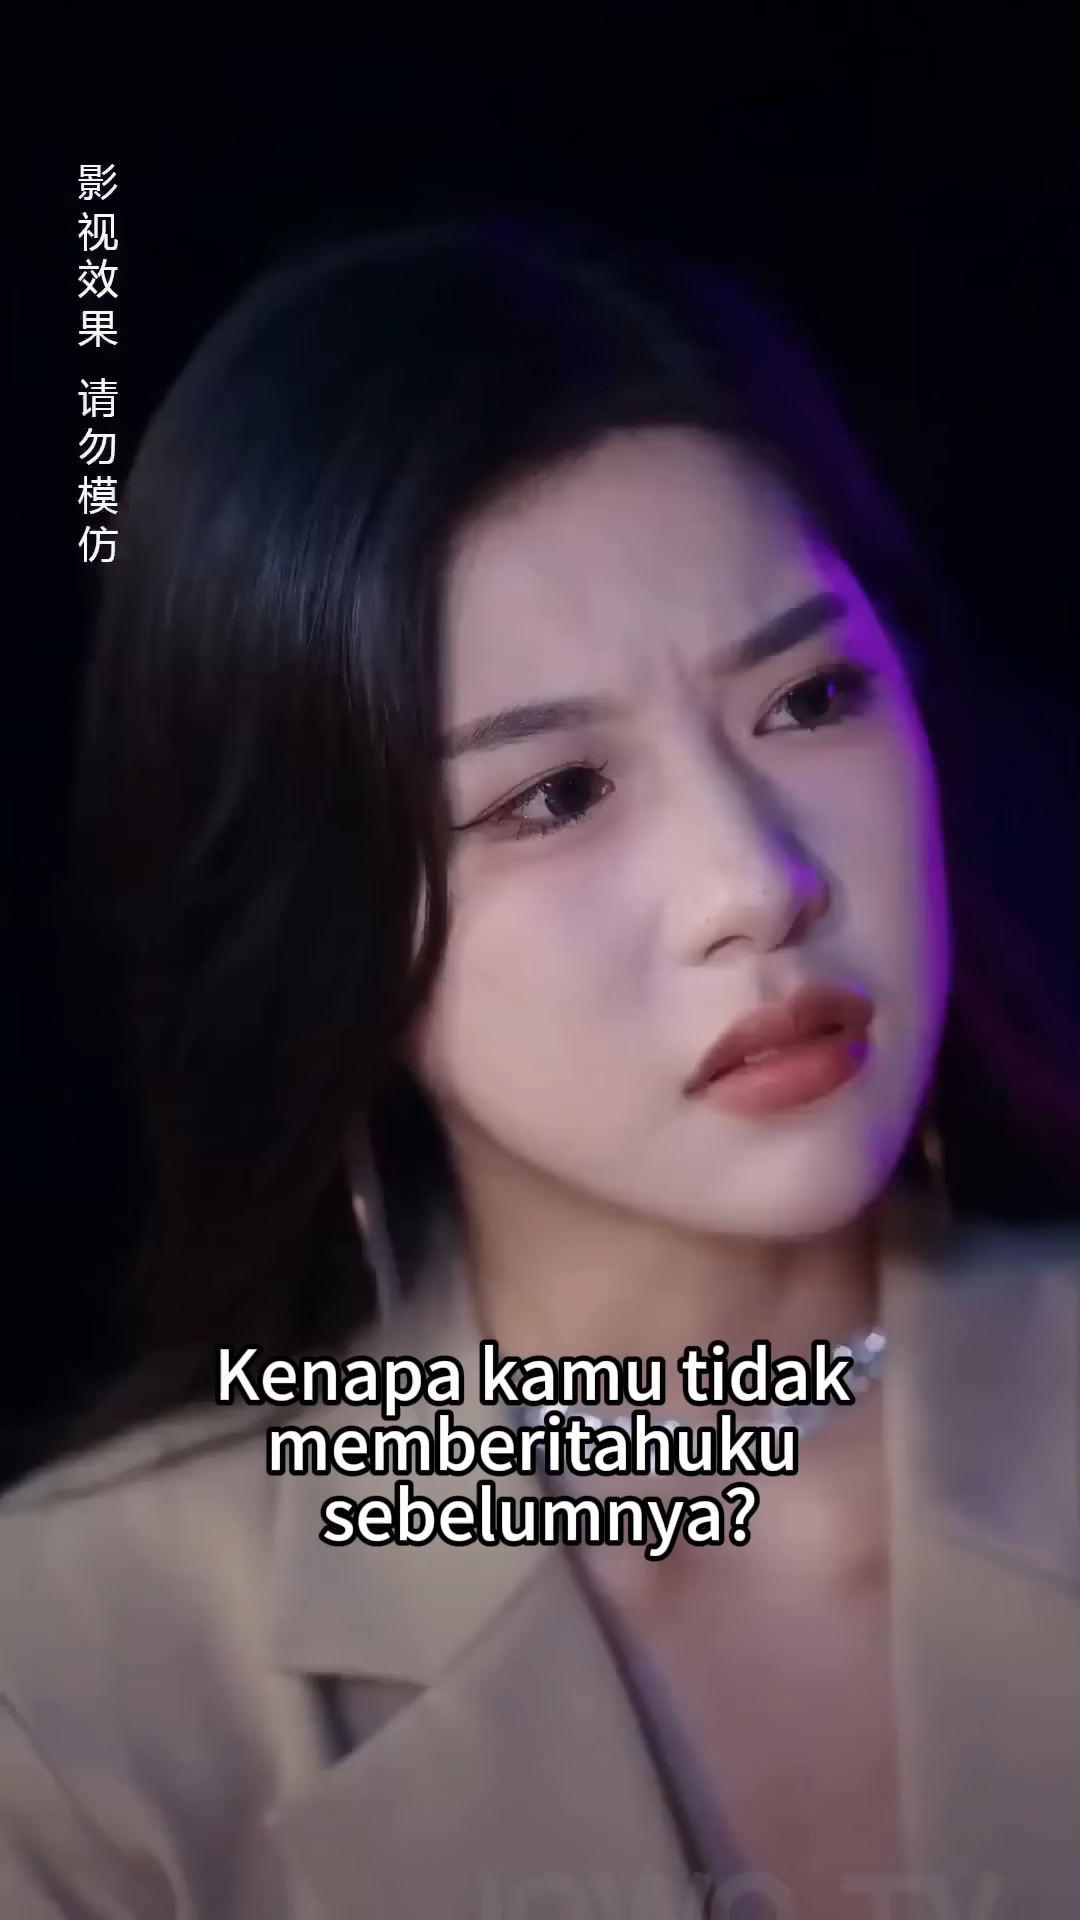 影视效果 请勿模仿
Kenapa kamu tidak
memberitahuku
sebelumnya?